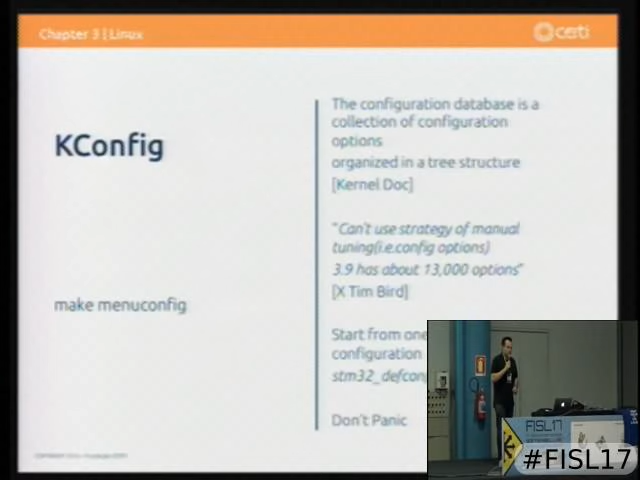 Chapter 3 | Linux
ceti
KConfig
make menuconfig
The configuration database is a
collection of configuration
options
organized in a tree structure
[Kernel Doc]
"Can't use strategy of manual
tuning(i.e.config options)
3.9 has about 13,000 options"
[X Tim Bird]
Start from one
configuration
stm32_defcon
Don't Panic
FISL17
#FISL17